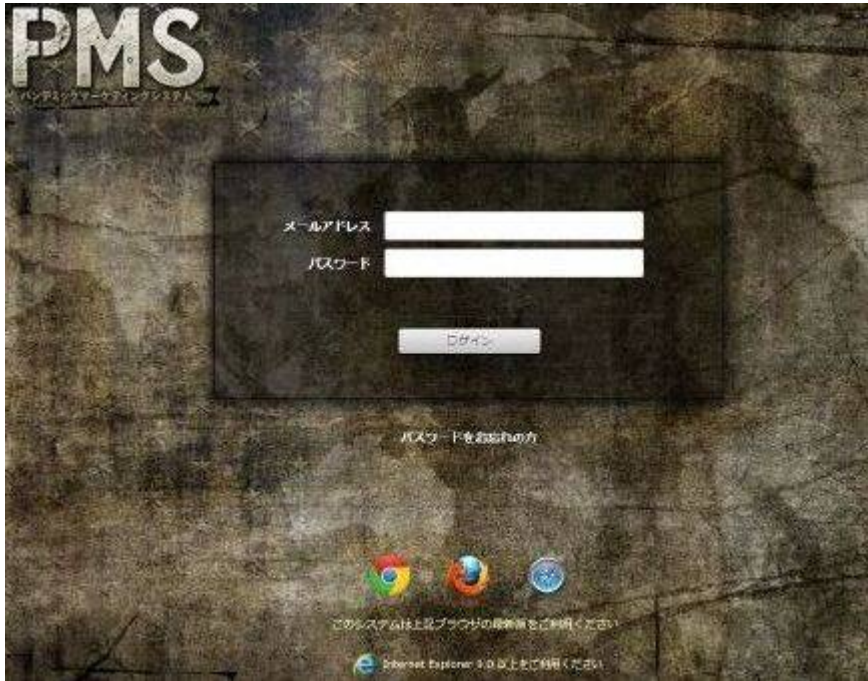 PMS
パンデミックマーケティングシステム
メールアドレス
パスワード
ログイン
パスワードをお忘れの方
このシステムは上記ブラウザの最新版をご利用ください
Internet Explorer 9.0 以上をご利用ください